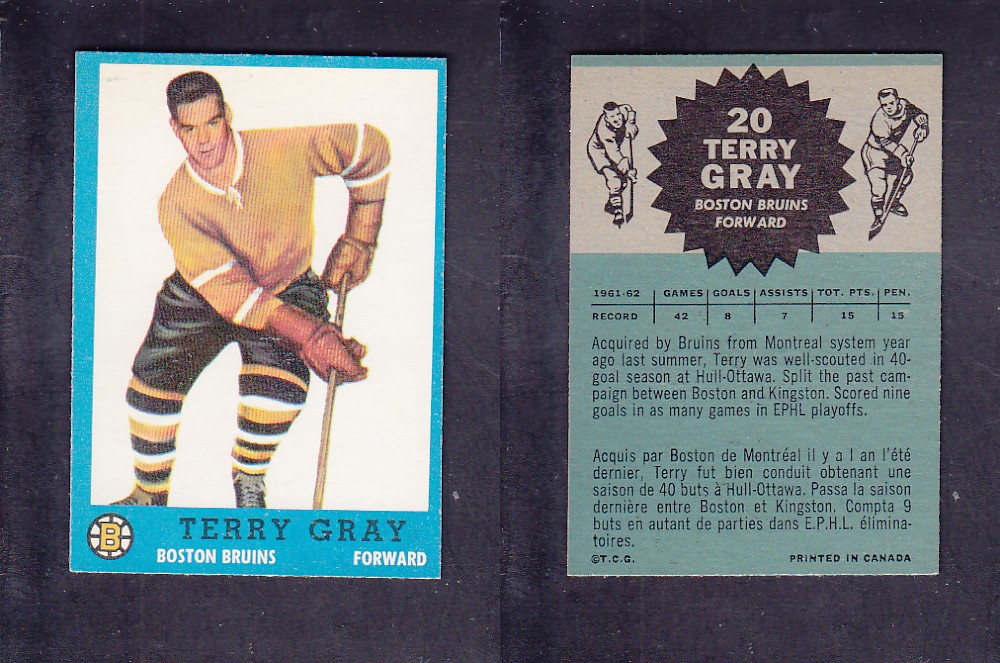 B
TERRY GRAY
BOSTON BRUINS FORWARD
20
TERRY
GRAY
BOSTON BRUINS
FORWARD
1961-62 GAMES GOALS ASSISTS TOT. PTS. PEN.
RECORD 42 8 7 15 15
Acquired by Bruins from Montreal system year
ago last summer, Terry was well-scouted in 40-
goal season at Hull-Ottawa. Split the past cam-
paign between Boston and Kingston. Scored nine
goals in as many games in EPHL playoffs.
Acquis par Boston de Montréal il y a l an l'été
dernier, Terry fut bien conduit obtenant une
saison de 40 buts à Hull-Ottawa. Passa la saison
dernière entre Boston et Kingston. Compta 9
buts en autant de parties dans E.P.H.L. élimina-
toires.
©T.C.G. PRINTED IN CANADA